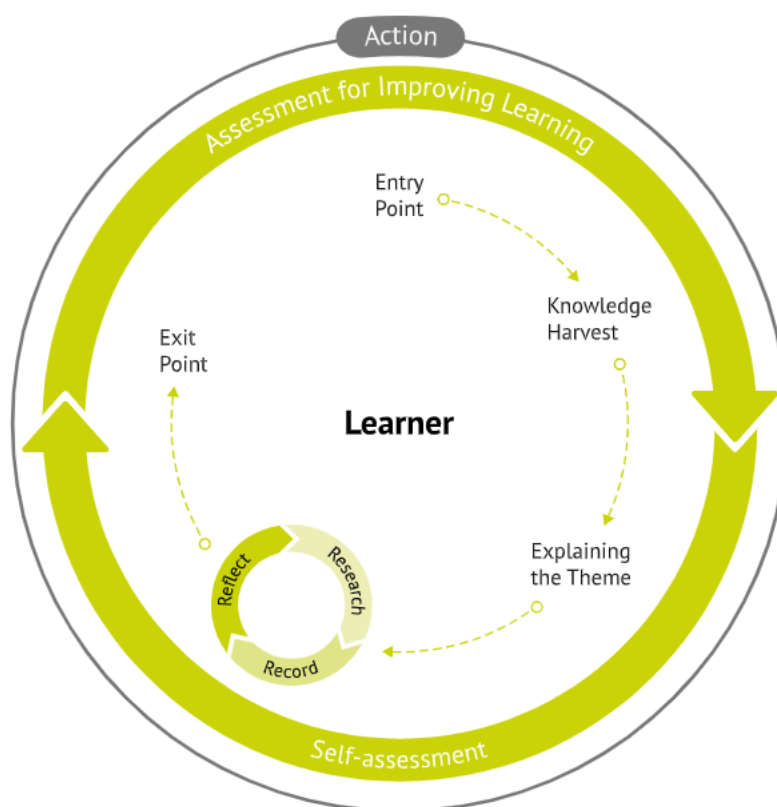 Action
Assessment for Improving Learning
Entry
Point
Knowledge
Harvest
Exit
Point
Learner
Explaining
the Theme
Reflect
Research
Record
Self-assessment